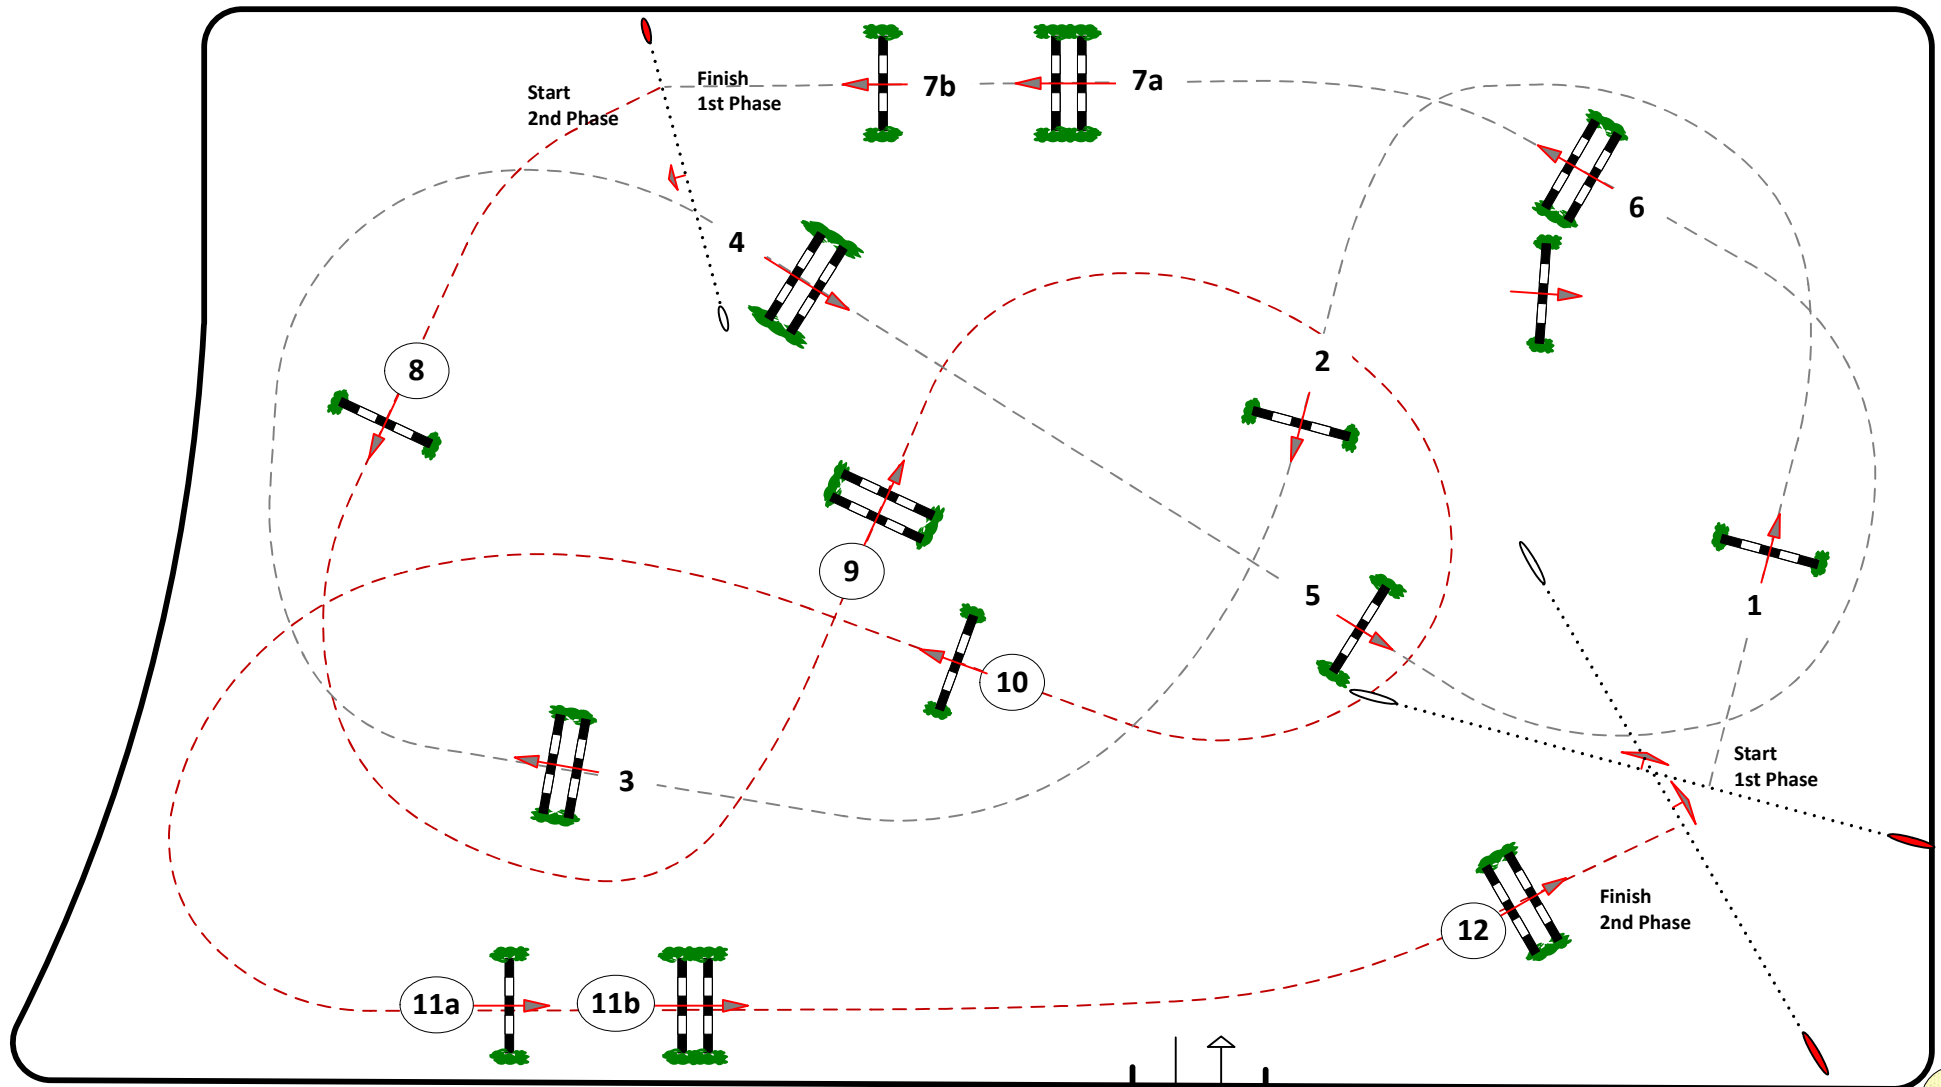 Finish
1st Phase
7b
7a
Start
2nd Phase
6
4
2
8
9
5
1
10
3
Start
1st Phase
Finish
2nd Phase
12
11a
11b